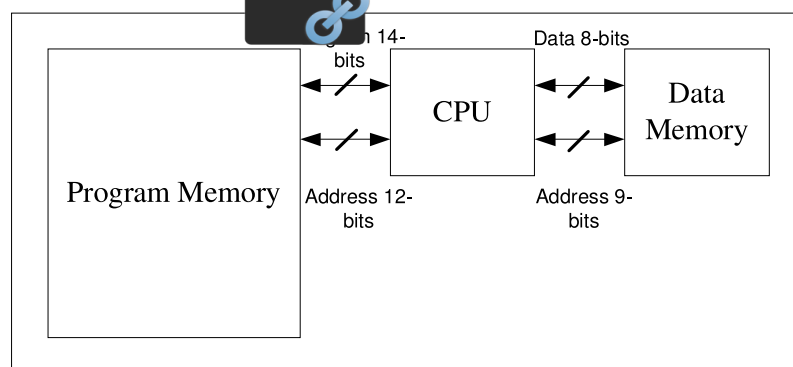 14-
bits
Data 8-bits
CPU
Data
Memory
Program Memory
Address 12-
bits
Address 9-
bits